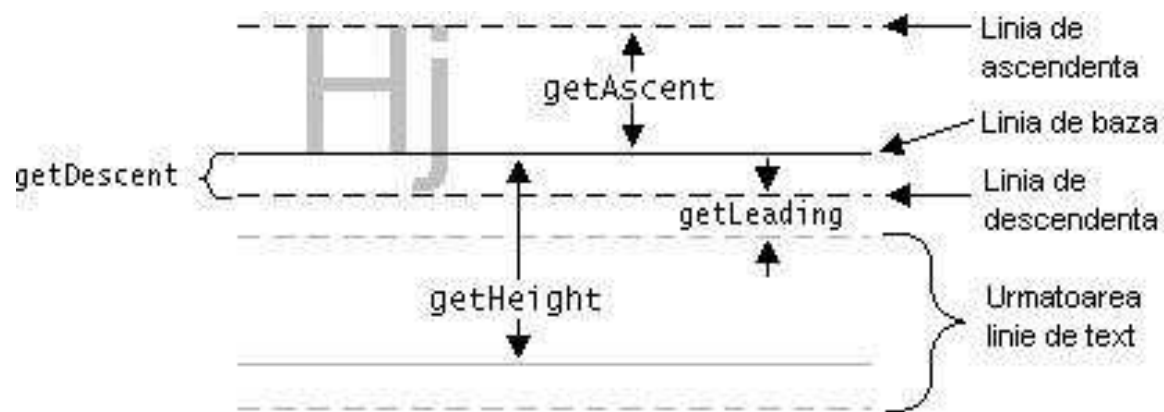 Hj
Linia de
ascendenta
getAscent
Linia de baza
getDescent
Linia de
descendenta
getLeading
getHeight
Urmatoarea
linie de text